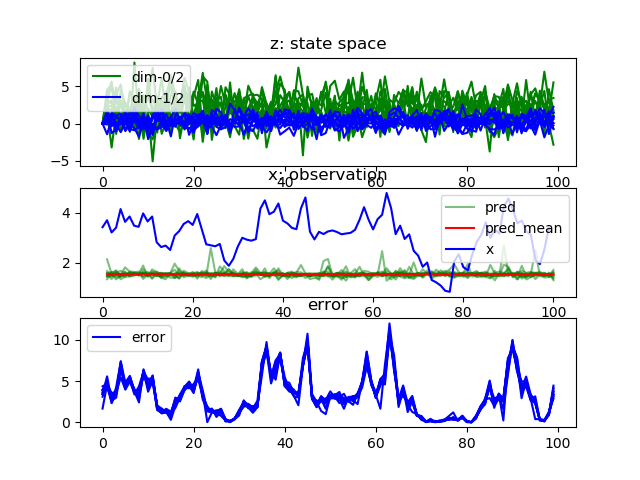 z: state space
dim-0/2
dim-1/2
5
0
−5
0 20 40 60 80 100
x: observation
pred
pred_mean
x
4
2
0 20 40 60 80 100
error
error
10
5
0
0 20 40 60 80 100